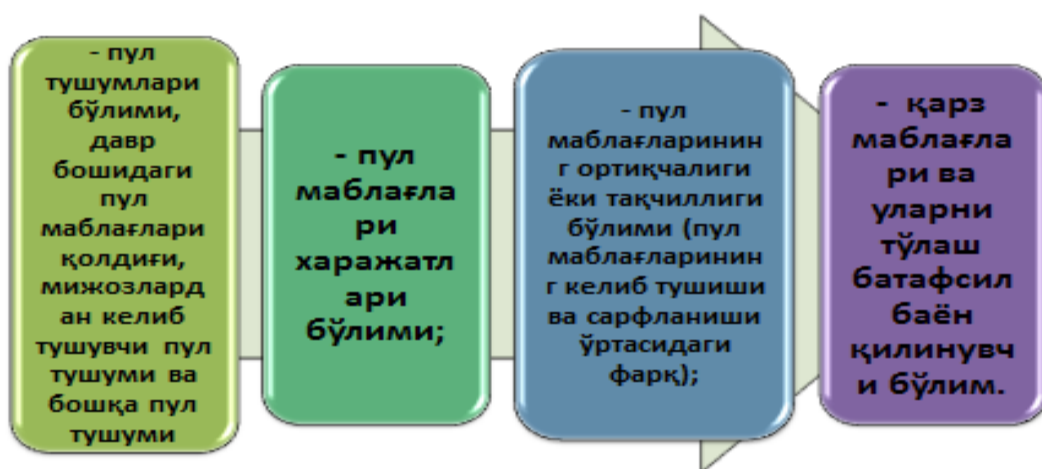 - пул
тушумлари
бўлими,
давр
бошидаги
пул
маблағлари
қолдиғи,
мижозлард
ан келиб
тушувчи пул
тушуми ва
бошқа пул
тушуми
- пул
маблағла
ри
харажатл
ари
бўлими;
- пул
маблағларинин
г ортиқчалиги
ёки тақчиллиги
бўлими (пул
маблағларинин
г келиб тушиши
ва сарфланиши
ўртасидаги
фарқ);
- қарз
маблағла
ри ва
уларни
тўлаш
батафсил
баён
қилинувч
и бўлим.